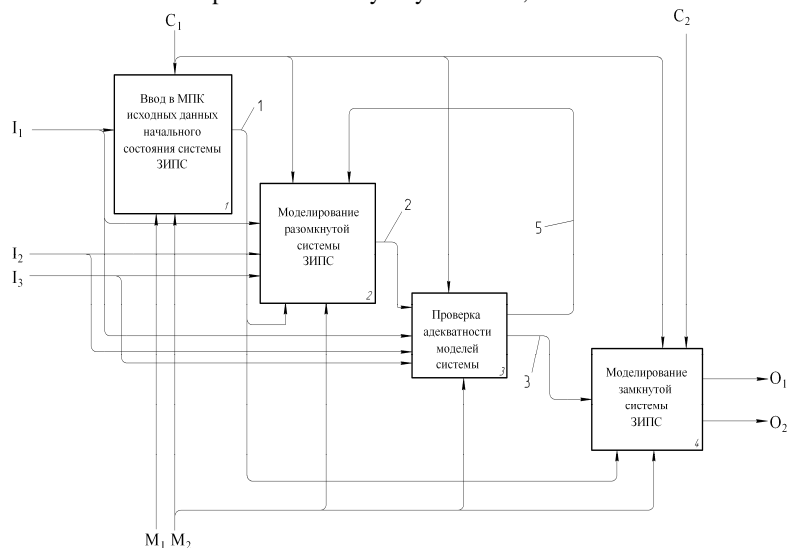 C1
C2
Ввод в МПК
исходных данных
начального
состояния системы
ЗИПС
1
1
I1
Моделирование
разомкнутой
системы
ЗИПС
2
2
5
I2
I3
Проверка
адекватности
моделей
системы
3
3
Моделирование
замкнутой
системы
ЗИПС
4
O1
O2
M1 M2